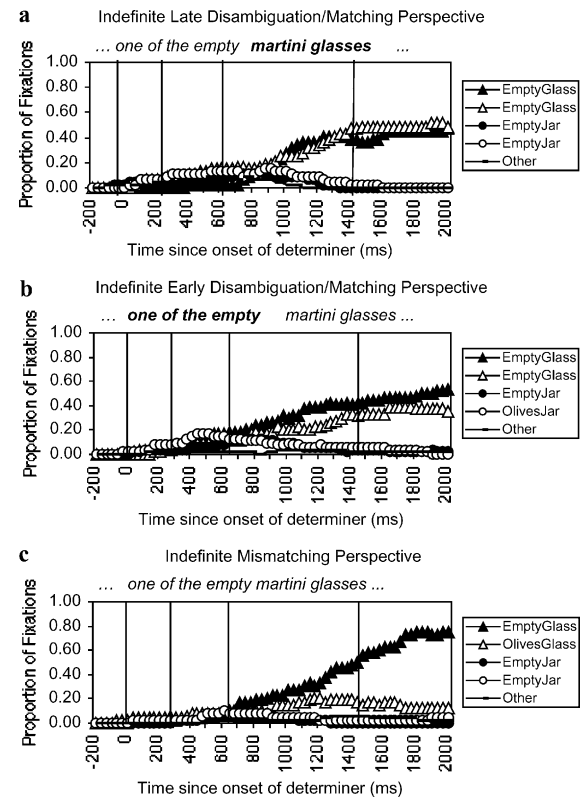 a
Indefinite Late Disambiguation/Matching Perspective
… one of the empty martini glasses ...
Proportion of Fixations
1.00
0.80
0.60
0.40
0.20
0.00
-200 0 200 400 600 800 1000 1200 1400 1600 1800 2000
Time since onset of determiner (ms)
EmptyGlass
EmptyGlass
EmptyJar
EmptyJar
Other
b
Indefinite Early Disambiguation/Matching Perspective
... one of the empty martini glasses ...
Proportion of Fixations
1.00
0.80
0.60
0.40
0.20
0.00
-200 0 200 400 600 800 1000 1200 1400 1600 1800 2000
Time since onset of determiner (ms)
EmptyGlass
EmptyGlass
EmptyJar
OlivesJar
Other
c
Indefinite Mismatching Perspective
... one of the empty martini glasses ...
Proportion of Fixations
1.00
0.80
0.60
0.40
0.20
0.00
-200 0 200 400 600 800 1000 1200 1400 1600 1800 2000
Time since onset of determiner (ms)
EmptyGlass
OlivesGlass
EmptyJar
EmptyJar
Other